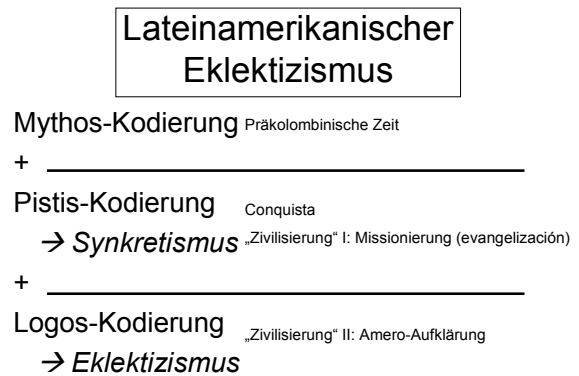 Lateinamerikanischer
Eklektizismus
Mythos-Kodierung Präkolombinische Zeit
+
Pistis-Kodierung Conquista
→ Synkretismus „Zivilisierung“ I: Missionierung (evangelización)
+
Logos-Kodierung „Zivilisierung“ II: Amero-Aufklärung
→ Eklektizismus